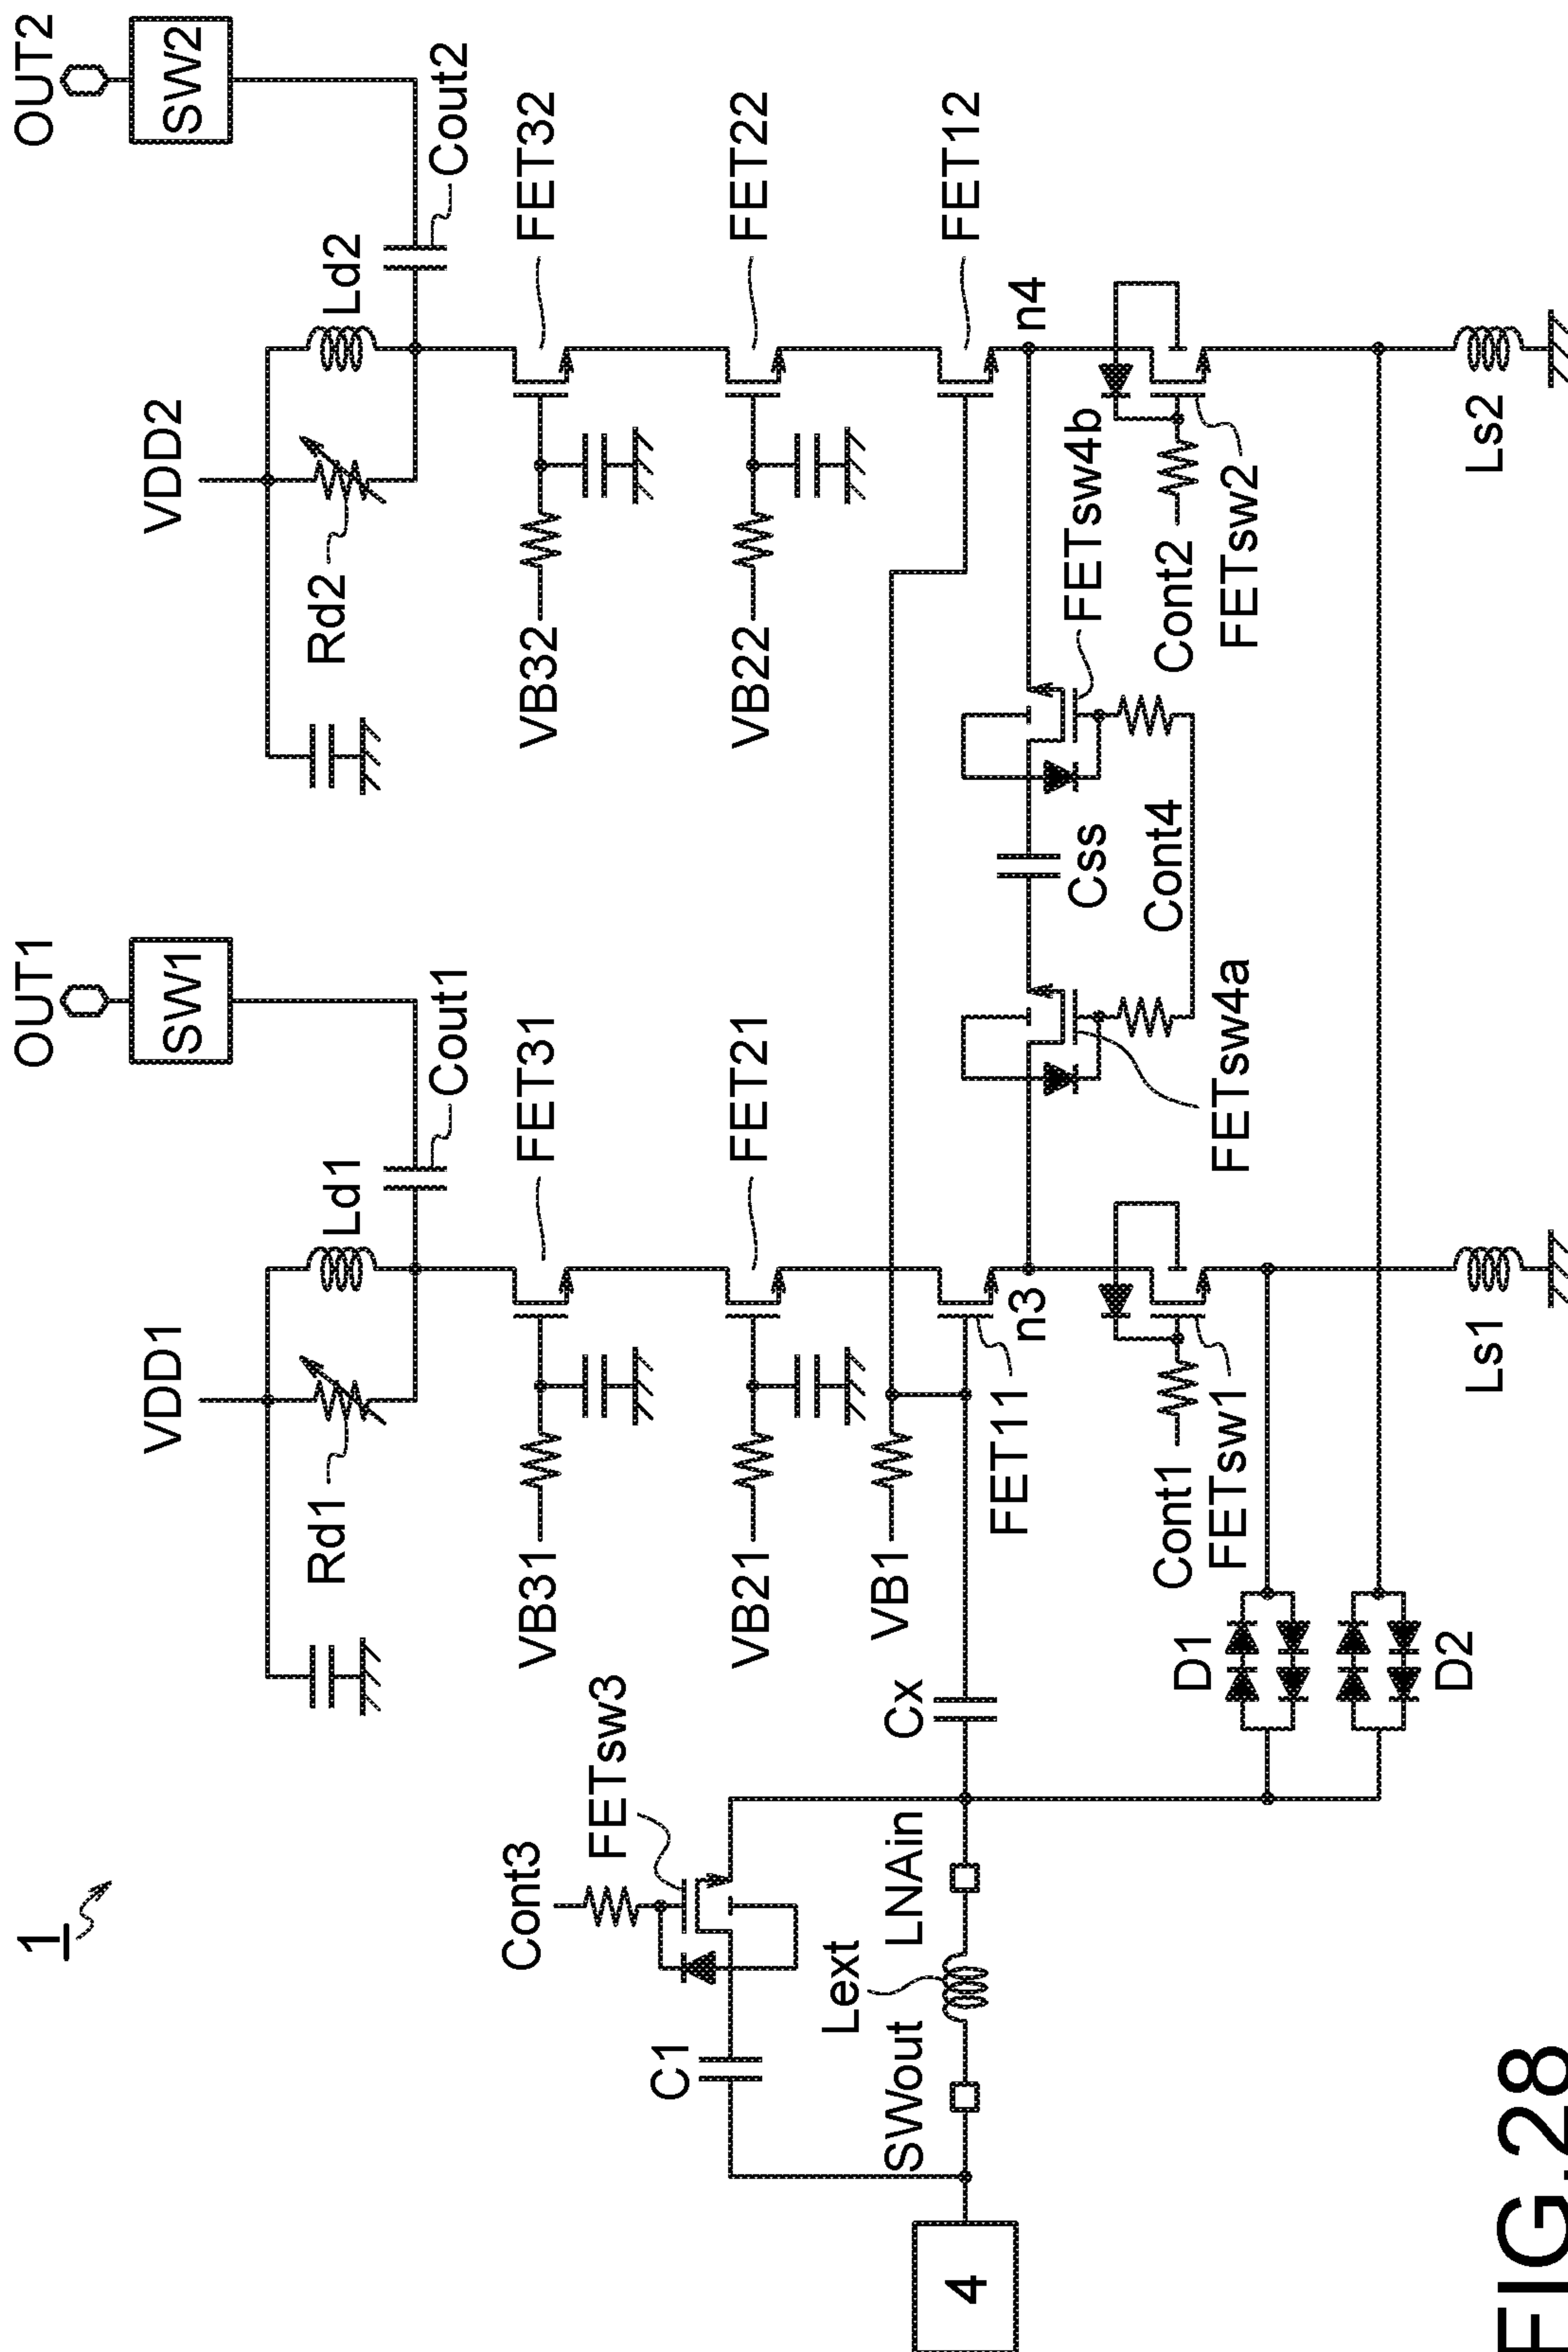 1
OUT1
OUT2
SW1
SW2
VDD1
VDD2
Rd1
Ld1
Rd2
Ld2
Cout1
Cout2
Cont3
FETsw3
VB31
FET31
VB32
FET32
C1
VB21
FET21
VB22
FET22
Lext
SWout
LNAin
Cx
VB1
FET11
FET12
4
n3
n4
Css
FETsw4b
Cont4
Cont1
FETsw1
FETsw4a
Cont2
FETsw2
D1
D2
Ls1
Ls2
FIG.28